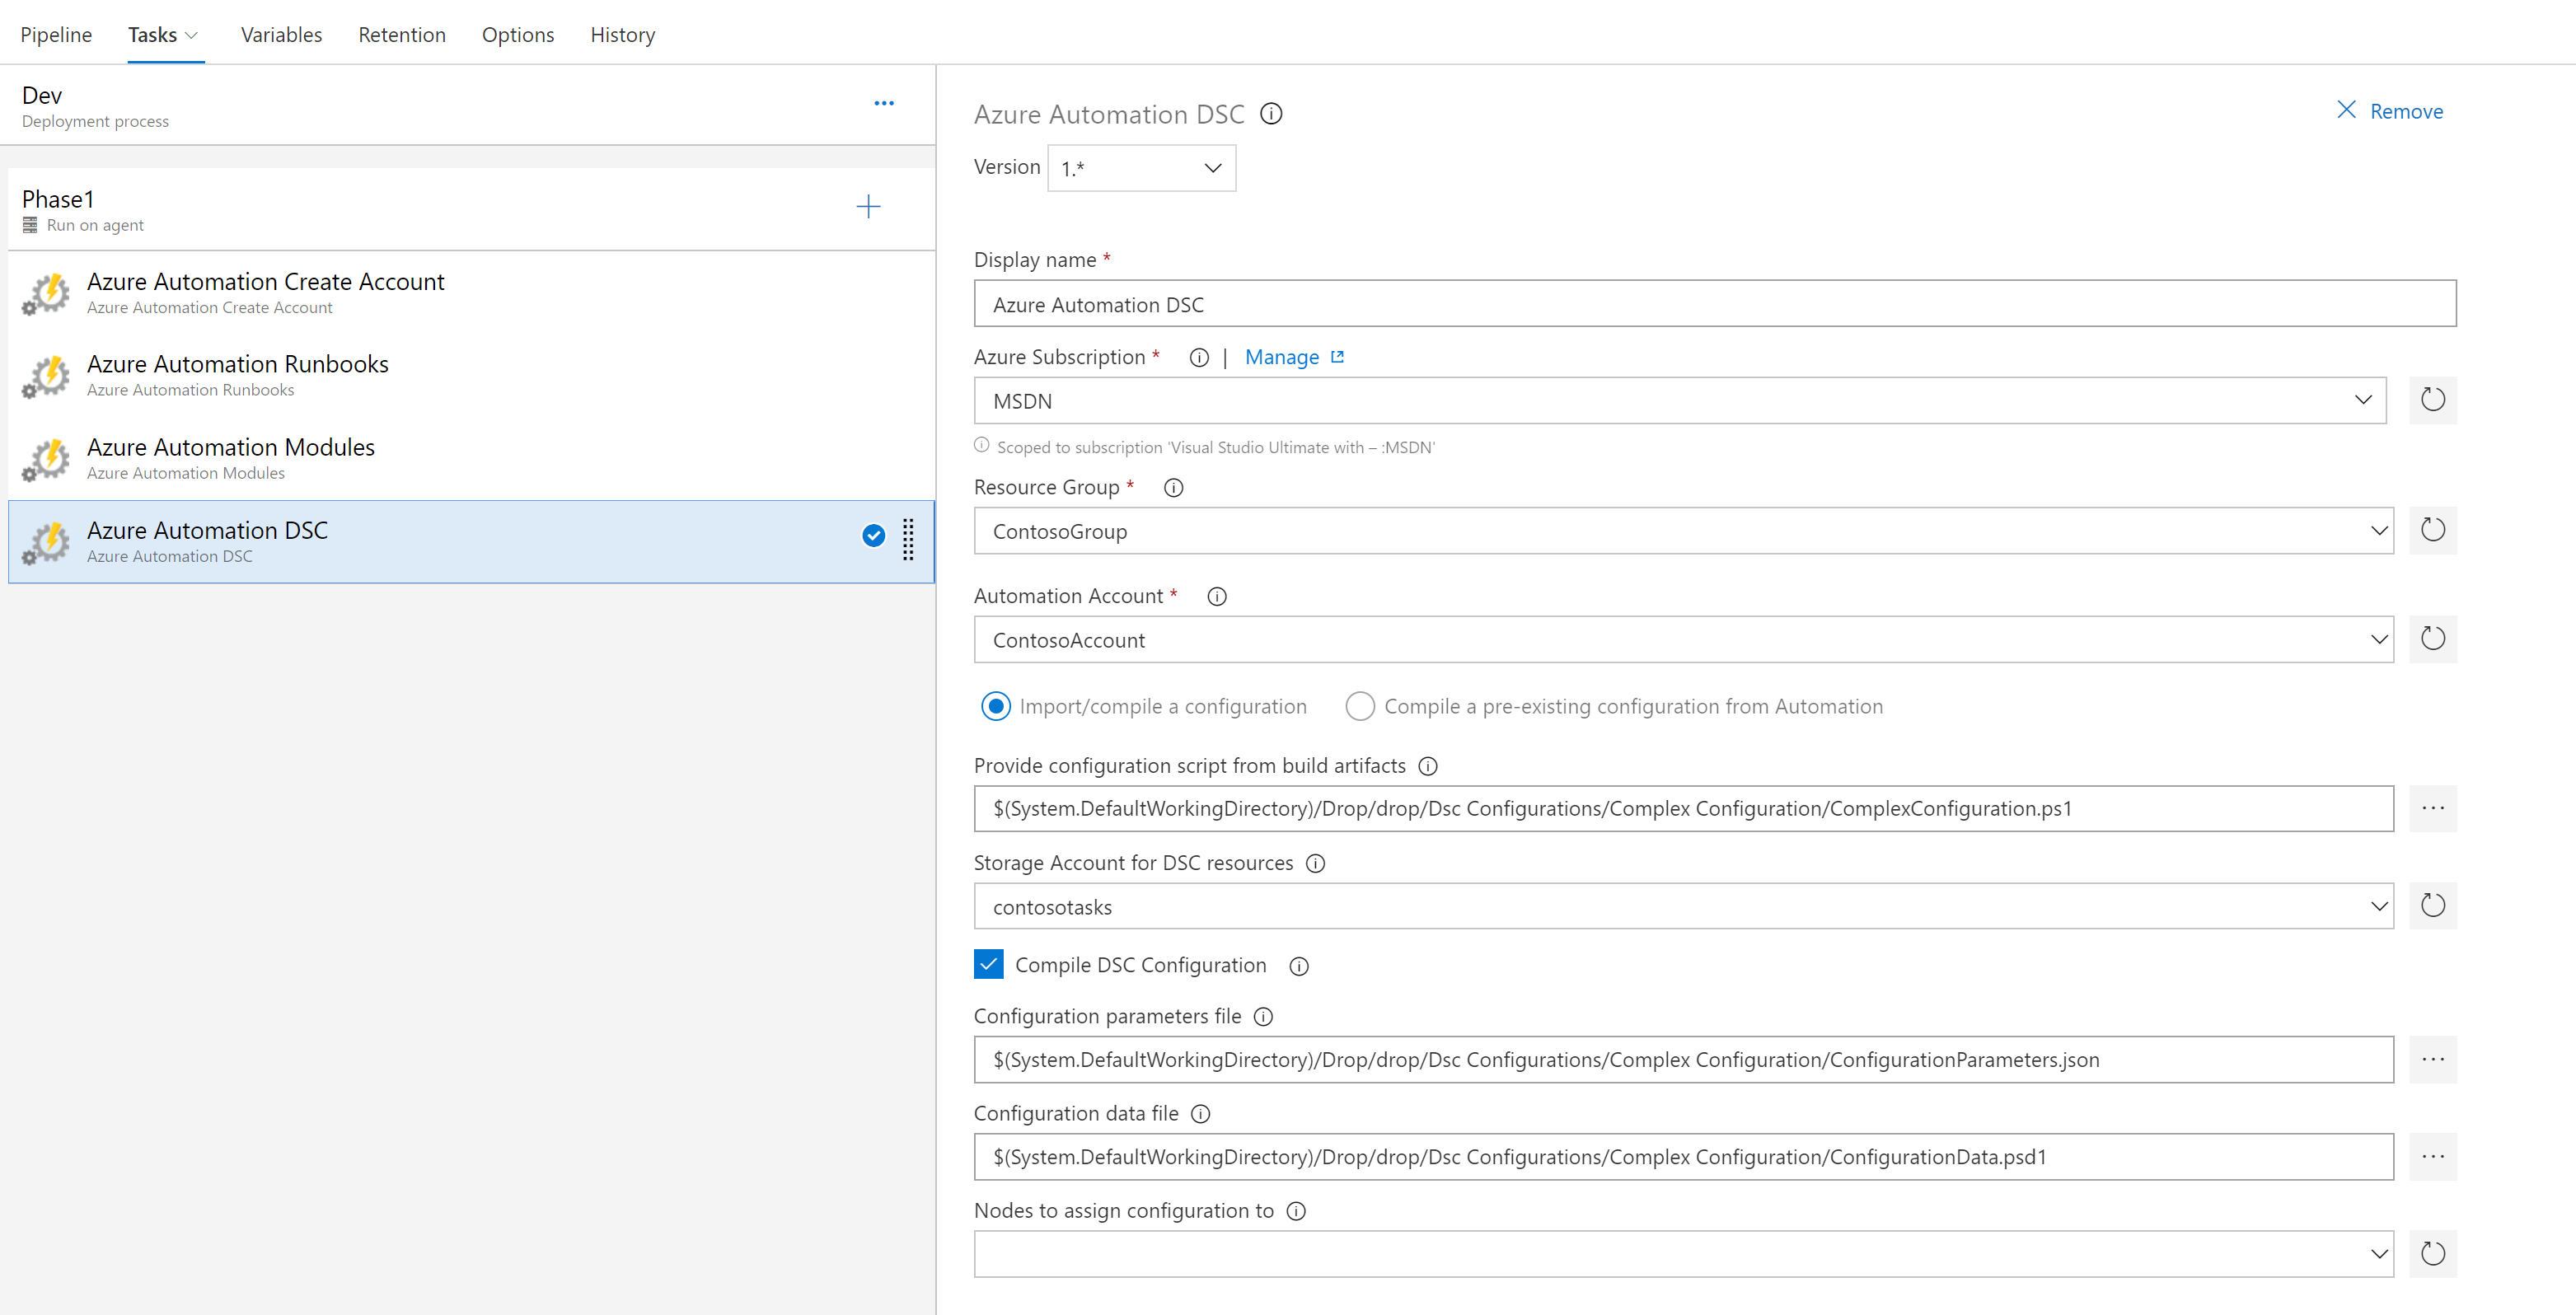 Pipeline Tasks Variables Retention Options History
Dev
Deployment process
Phase1
Run on agent
Azure Automation Create Account
Azure Automation Create Account
Azure Automation Runbooks
Azure Automation Runbooks
Azure Automation Modules
Azure Automation Modules
Azure Automation DSC
Azure Automation DSC
Azure Automation DSC
Remove
Version 1.*
Display name *
Azure Automation DSC
Azure Subscription * | Manage
MSDN
Scoped to subscription 'Visual Studio Ultimate with – :MSDN'
Resource Group *
ContosoGroup
Automation Account *
ContosoAccount
Import/compile a configuration Compile a pre-existing configuration from Automation
Provide configuration script from build artifacts
$(System.DefaultWorkingDirectory)/Drop/drop/Dsc Configurations/Complex Configuration/ComplexConfiguration.ps1
Storage Account for DSC resources
contosotasks
Compile DSC Configuration
Configuration parameters file
$(System.DefaultWorkingDirectory)/Drop/drop/Dsc Configurations/Complex Configuration/ConfigurationParameters.json
Configuration data file
$(System.DefaultWorkingDirectory)/Drop/drop/Dsc Configurations/Complex Configuration/ConfigurationData.psd1
Nodes to assign configuration to